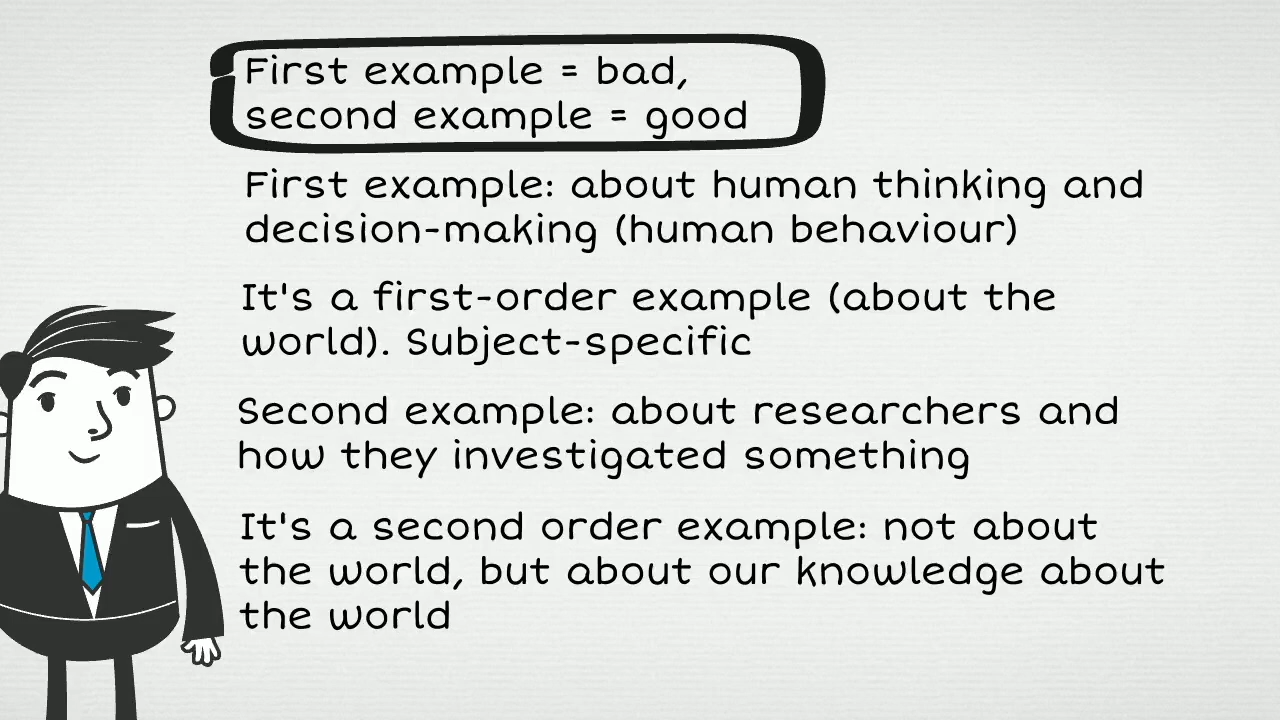 First example = bad,
second example = good
First example: about human thinking and
decision-making (human behaviour)
It's a first-order example (about the
world). Subject-specific
Second example: about researchers and
how they investigated something
It's a second order example: not about
the world, but about our knowledge about
the world